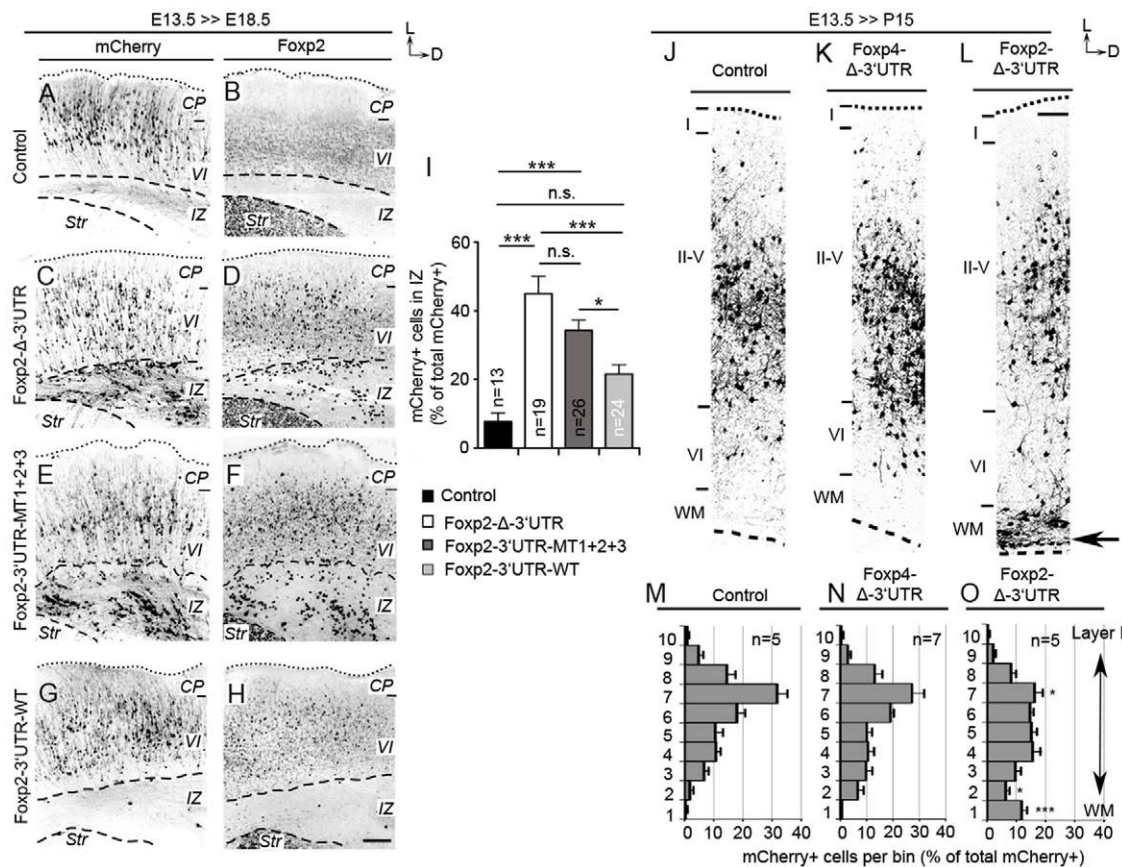 E13.5 >> E18.5
mCherry
Foxp2
L
D
Control
A
CP
VI
IZ
Str
B
CP
VI
IZ
Str
Foxp2-Δ-3'UTR
C
CP
VI
IZ
Str
D
CP
VI
IZ
Foxp2-3'UTR-MT1+2+3
E
CP
VI
IZ
Str
F
CP
VI
IZ
Str
Foxp2-3'UTR-WT
G
CP
VI
IZ
Str
H
CP
VI
IZ
Str
I
***
n.s.
*** ***
n.s.
*
mCherry+ cells in IZ
(% of total mCherry+)
60
40
20
0
n=13
n=19
n=26
n=24
Control
Foxp2-Δ-3'UTR
Foxp2-3'UTR-MT1+2+3
Foxp2-3'UTR-WT
E13.5 >> P15
L
D
J
Control
I
II-V
VI
WM
K
Foxp4-
Δ-3'UTR
I
II-V
VI
WM
L
Foxp2-
Δ-3'UTR
I
II-V
VI
WM
M
Control
n=5
10
9
8
7
6
5
4
3
2
1
0 10 20 30 40
N
Foxp4-
Δ-3'UTR
n=7
10
9
8
7
6
5
4
3
2
1
0 10 20 30 40
O
Foxp2-
Δ-3'UTR
n=5
Layer I
10
9
8
7 *
6
5
4
3
2 *
1 ***
WM
0 10 20 30 40
mCherry+ cells per bin (% of total mCherry+)